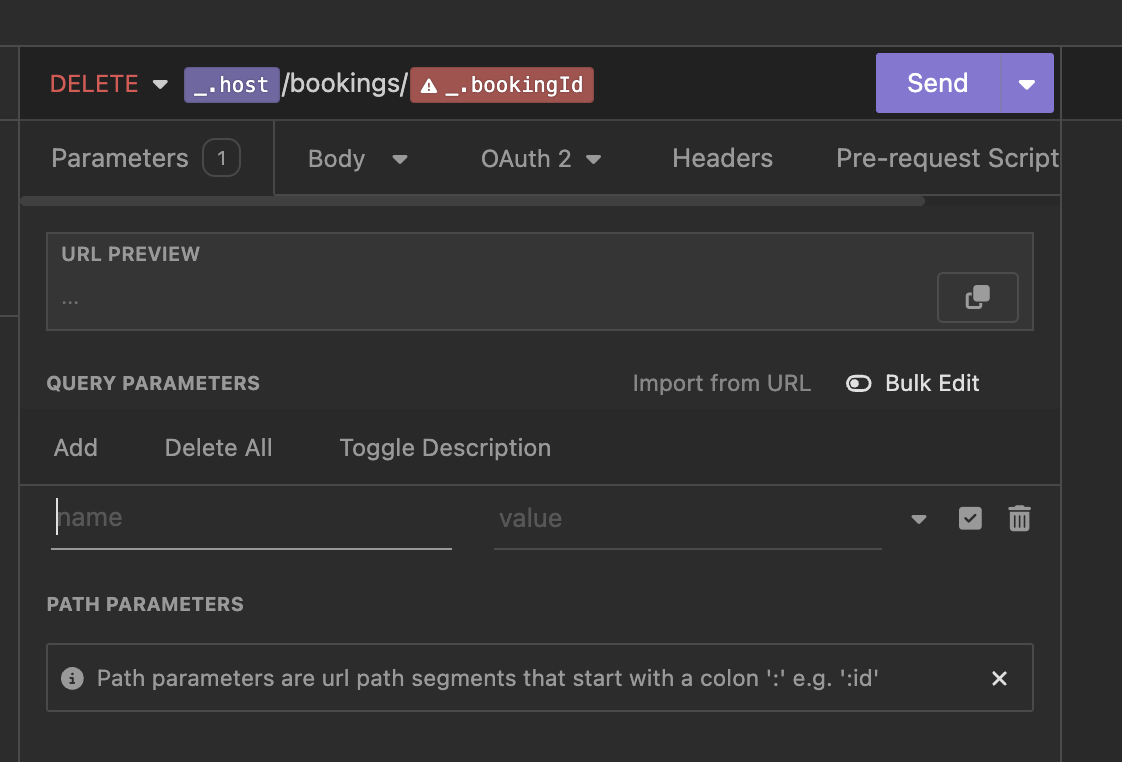 DELETE _.host/bookings/ _.bookingId Send
Parameters 1 Body OAuth 2 Headers Pre-request Script
URL PREVIEW
...
QUERY PARAMETERS Import from URL Bulk Edit
Add Delete All Toggle Description
name value
PATH PARAMETERS
Path parameters are url path segments that start with a colon ':' e.g. ':id'